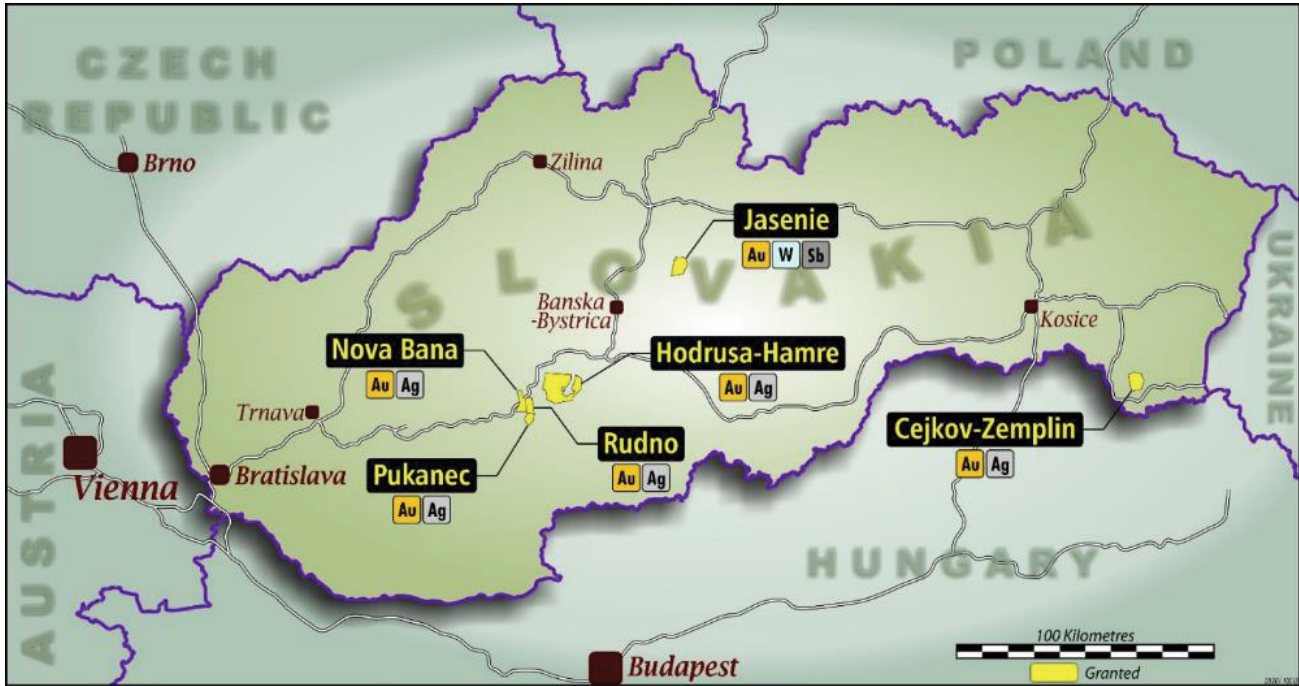 CZECH
REPUBLIC
POLAND
Brno
Zilina
Jasenie
Au W Sb
SLOVAKIA
UKRAINE
Banska
-Bystrica
Kosice
Nova Bana
Au Ag
Hodrusa-Hamre
Au Ag
Trnava
Cejkov-Zemplin
Au Ag
AUSTRIA
Vienna
Bratislava
Pukanec
Au Ag
Rudno
Au Ag
HUNGARY
Budapest
100 Kilometres
Granted